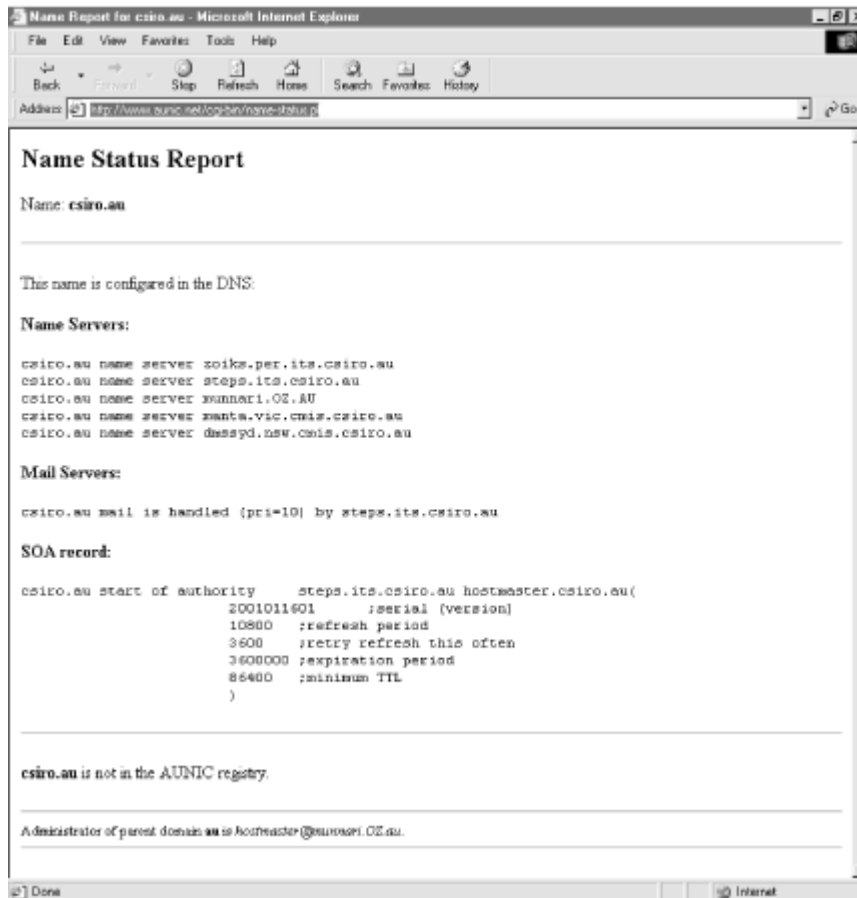 Name Report for csiro.au - Microsoft Internet Explorer
File Edit View Favorites Tools Help
Back Forward Stop Refresh Home Search Favorites History
Address http://www.aunic.net/cgi-bin/name-status.pl Go
Name Status Report
Name: csiro.au
This name is configured in the DNS:
Name Servers:
csiro.au name server zoiks.per.its.csiro.au
csiro.au name server steps.its.csiro.au
csiro.au name server munnari.OZ.AU
csiro.au name server manta.vic.cmis.csiro.au
csiro.au name server dmssyd.nsw.cmis.csiro.au
Mail Servers:
csiro.au mail is handled (pri=10) by steps.its.csiro.au
SOA record:
csiro.au start of authority steps.its.csiro.au hostmaster.csiro.au(
2001011601 ;serial (version)
10800 ;refresh period
3600 ;retry refresh this often
3600000 ;expiration period
86400 ;minimum TTL
)
csiro.au is not in the AUNIC registry.
Administrator of parent domain au is hostmaster@munnari.OZ.au.
Done Internet